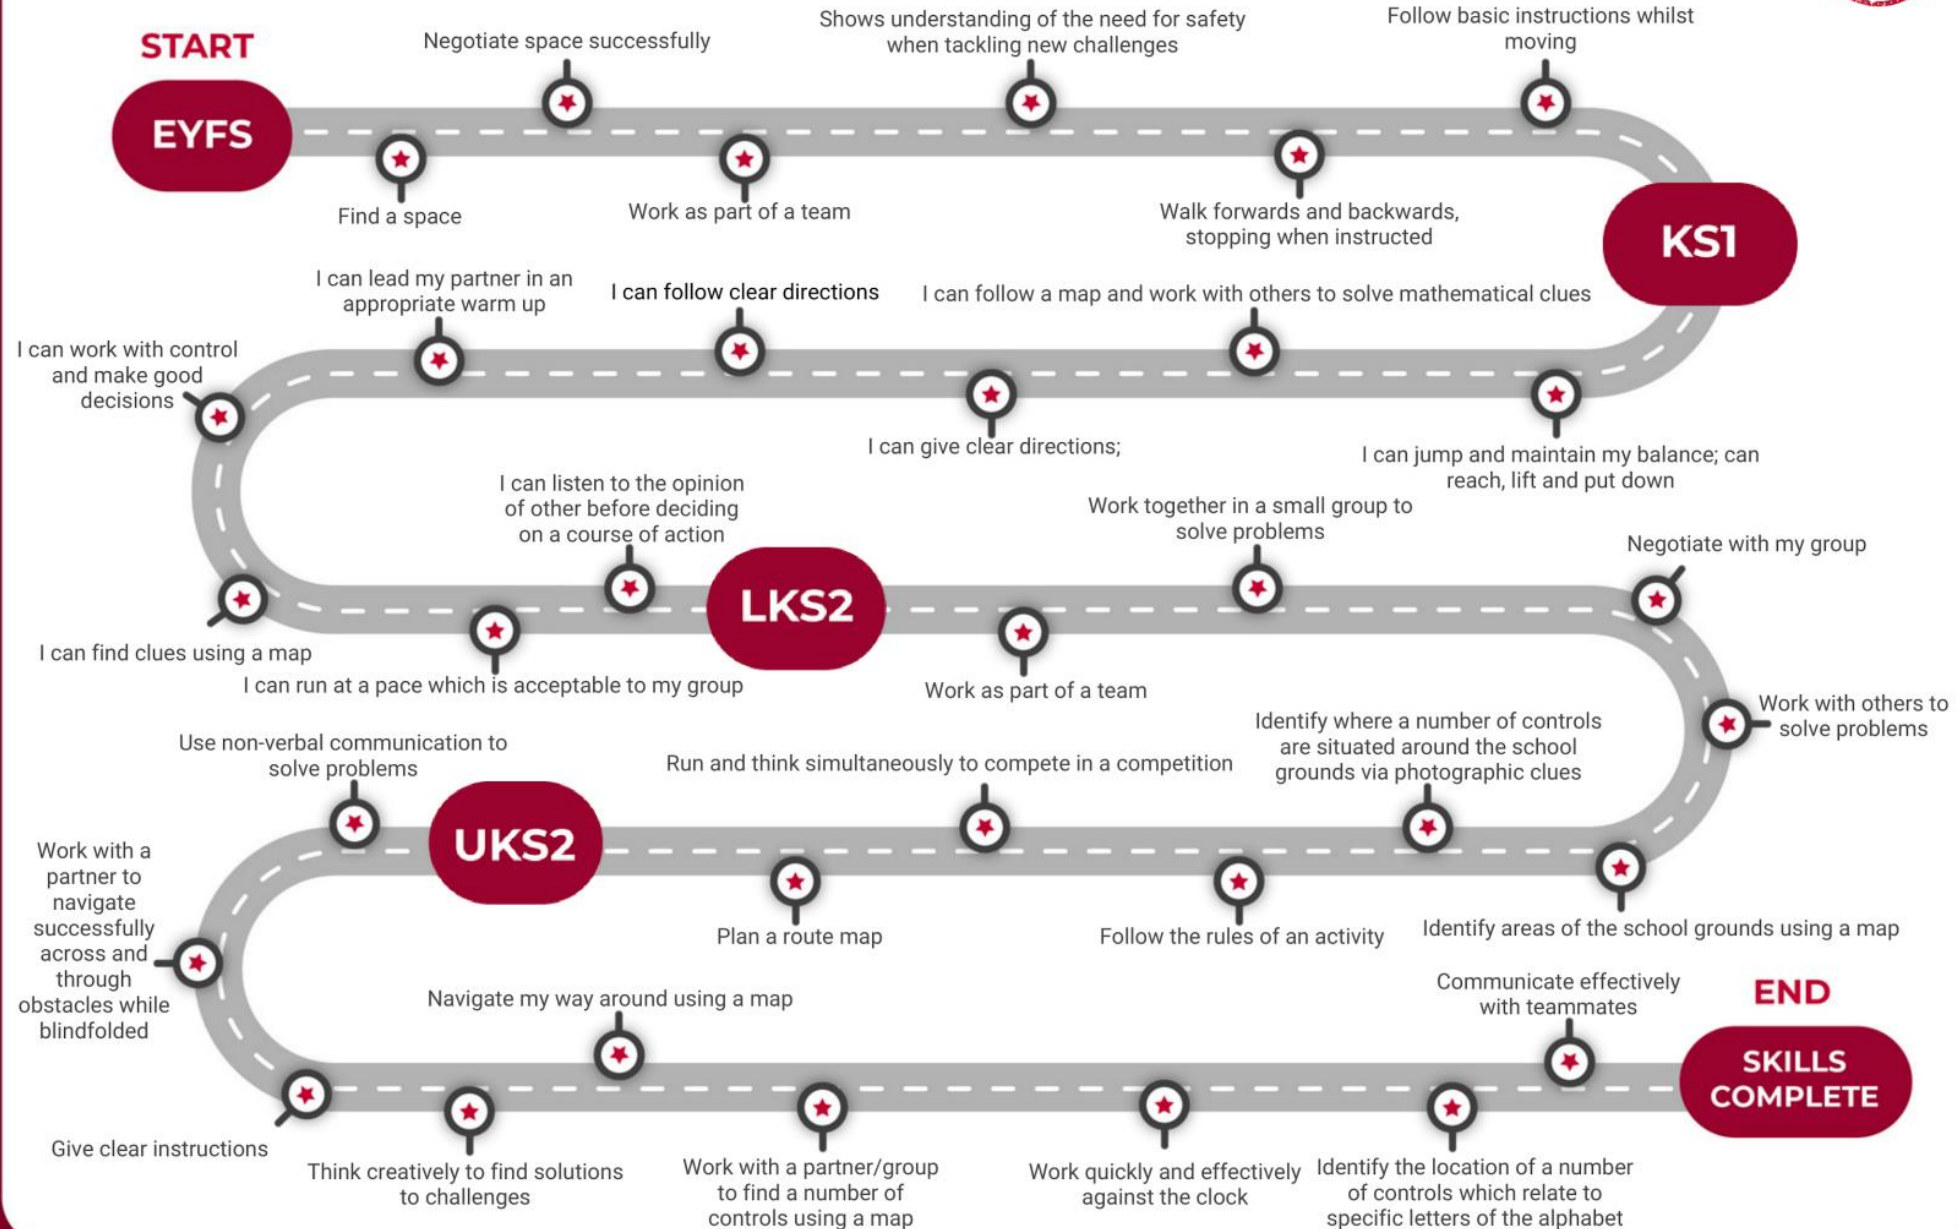 START
EYFS
Find a space
Negotiate space successfully
Work as part of a team
Shows understanding of the need for safety
when tackling new challenges
Walk forwards and backwards,
stopping when instructed
Follow basic instructions whilst
moving
KS1
I can jump and maintain my balance; can
reach, lift and put down
I can follow a map and work with others to solve mathematical clues
I can give clear directions;
I can follow clear directions
I can lead my partner in an
appropriate warm up
I can work with control
and make good
decisions
I can find clues using a map
I can run at a pace which is acceptable to my group
I can listen to the opinion
of other before deciding
on a course of action
LKS2
Work as part of a team
Work together in a small group to
solve problems
Negotiate with my group
Work with others to
solve problems
Identify areas of the school grounds using a map
Identify where a number of controls
are situated around the school
grounds via photographic clues
Follow the rules of an activity
Run and think simultaneously to compete in a competition
Plan a route map
UKS2
Use non-verbal communication to
solve problems
Work with a
partner to
navigate
successfully
across and
through
obstacles while
blindfolded
Give clear instructions
Think creatively to find solutions
to challenges
Navigate my way around using a map
Work with a partner/group
to find a number of
controls using a map
Work quickly and effectively
against the clock
Identify the location of a number
of controls which relate to
specific letters of the alphabet
Communicate effectively
with teammates
END
SKILLS
COMPLETE